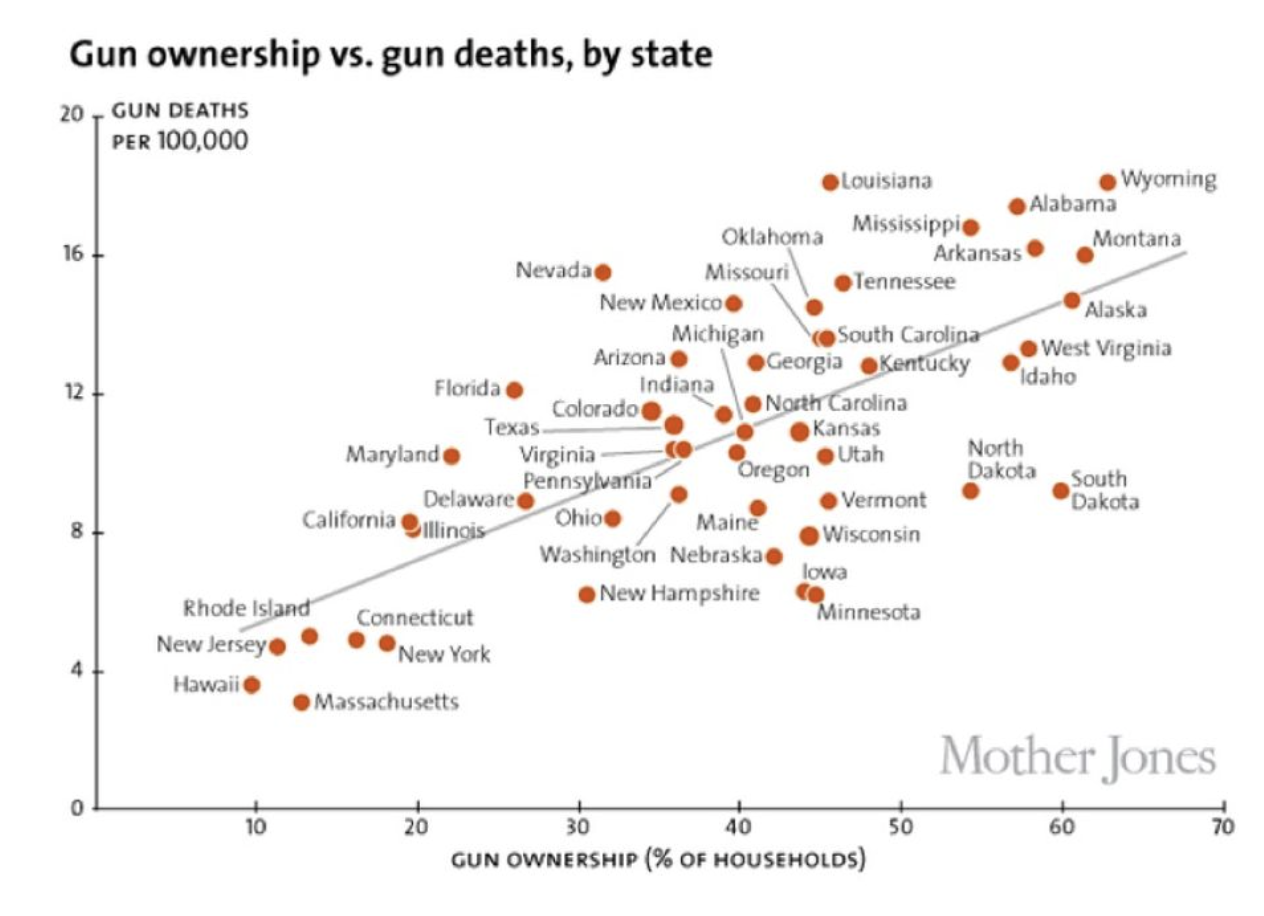 Gun ownership vs. gun deaths, by state
20
GUN DEATHS
PER 100,000
Louisiana
Wyoming
Alabama
Mississippi
Oklahoma
Montana
Arkansas
16
Nevada
Missouri
Tennessee
New Mexico
Alaska
Michigan
South Carolina
West Virginia
Arizona
Georgia
Kentucky
Idaho
Indiana
12
Florida
Colorado
North Carolina
Texas
Kansas
Maryland
Virginia
Utah
North
Dakota
Oregon
Pennsylvania
South
Dakota
Delaware
Vermont
California
Illinois
Ohio
Maine
8
Wisconsin
Washington
Nebraska
Iowa
New Hampshire
Minnesota
Rhode Island
Connecticut
New Jersey
New York
4
Hawaii
Massachusetts
Mother Jones
0
10
20
30
40
50
60
70
GUN OWNERSHIP (% OF HOUSEHOLDS)